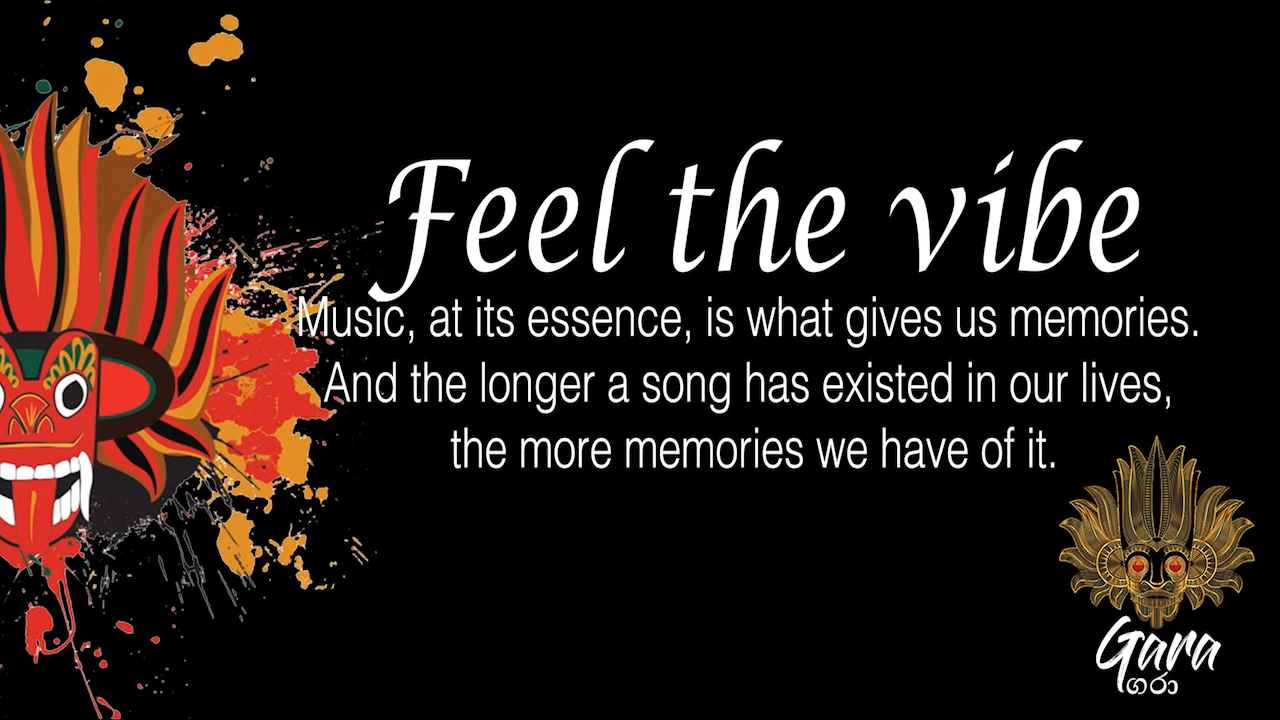 Feel the vibe
Music, at its essence, is what gives us memories.
And the longer a song has existed in our lives,
the more memories we have of it.
Gara
ගරා